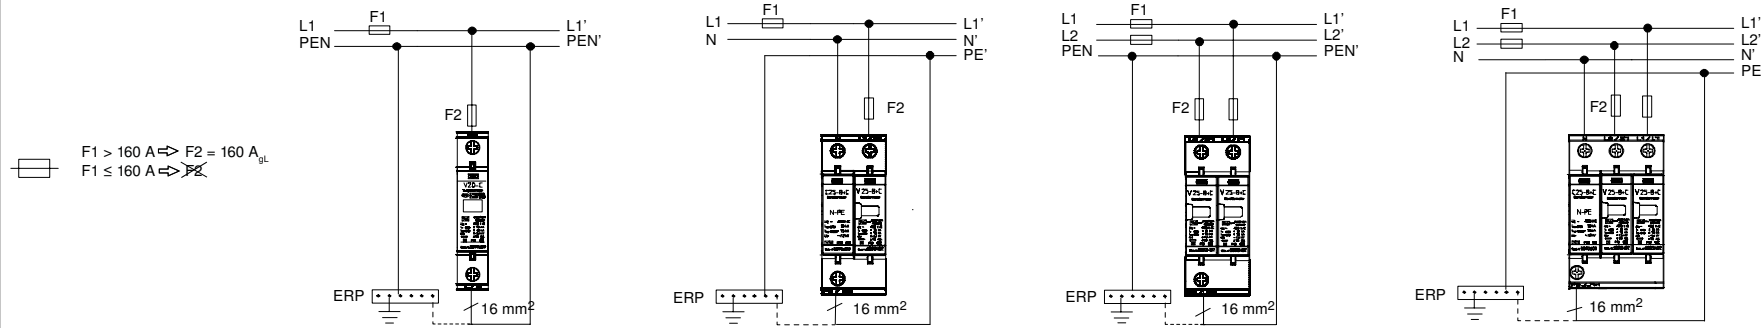 F1 > 160 A ⇨ F2 = 160 AgL
F1 ≤ 160 A ⇨ F2
F1
L1
L1'
PEN
PEN'
F2
V20-C
ERP
16 mm²
F1
L1
L1'
N
N'
PE'
F2
C25-B+C
V25-B+C
N-PE
ERP
16 mm²
F1
L1
L1'
L2
L2'
PEN
PEN'
F2
V25-B+C
V25-B+C
ERP
16 mm²
F1
L1
L1'
L2
L2'
N
N'
PE
F2
C25-B+C
V25-B+C
V25-B+C
N-PE
ERP
16 mm²